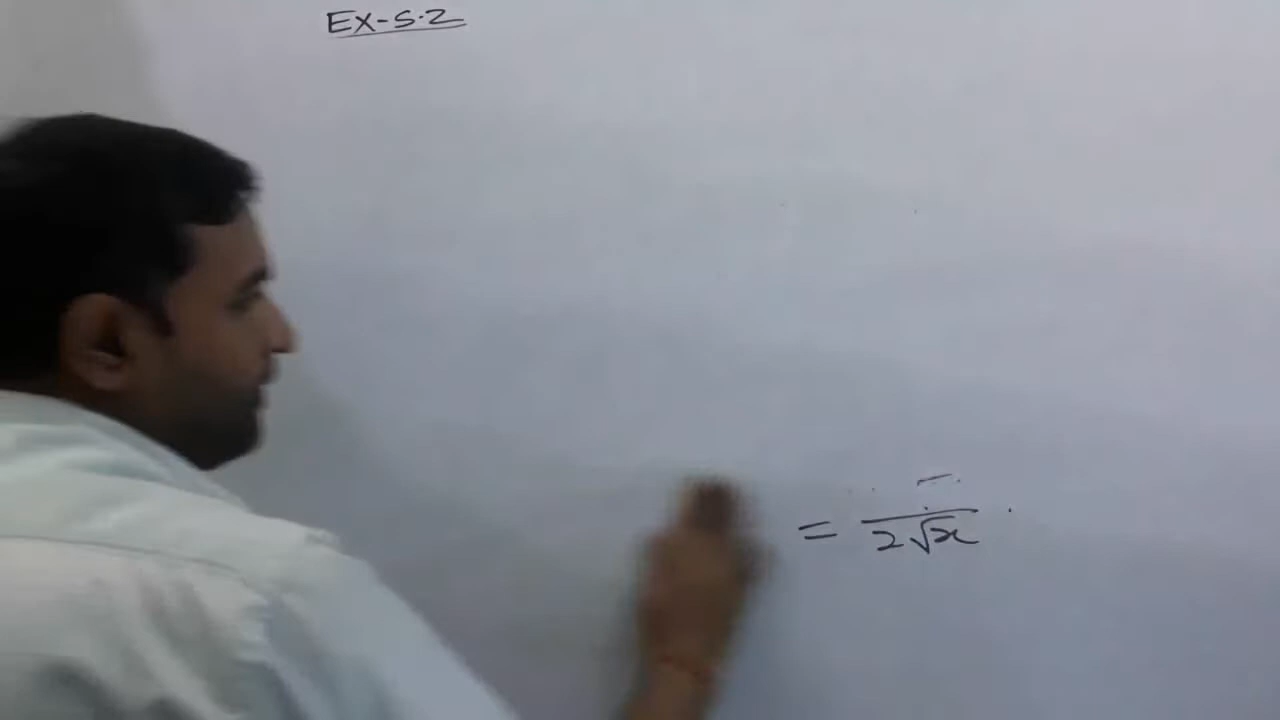 Ex-5.2
= ― / 2√x